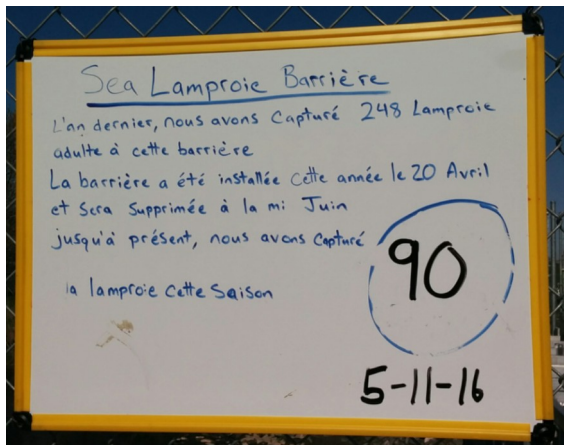 Sea Lamproie Barrière
L'an dernier, nous avons Capturé 248 Lamproie
adulte à cette barrière
La barrière a été installée Cette année le 20 Avril
et Sera Supprimée à la mi Juin
jusqu'à présent, nous avons Capturé
90
la lamproie Cette Saison
5-11-16